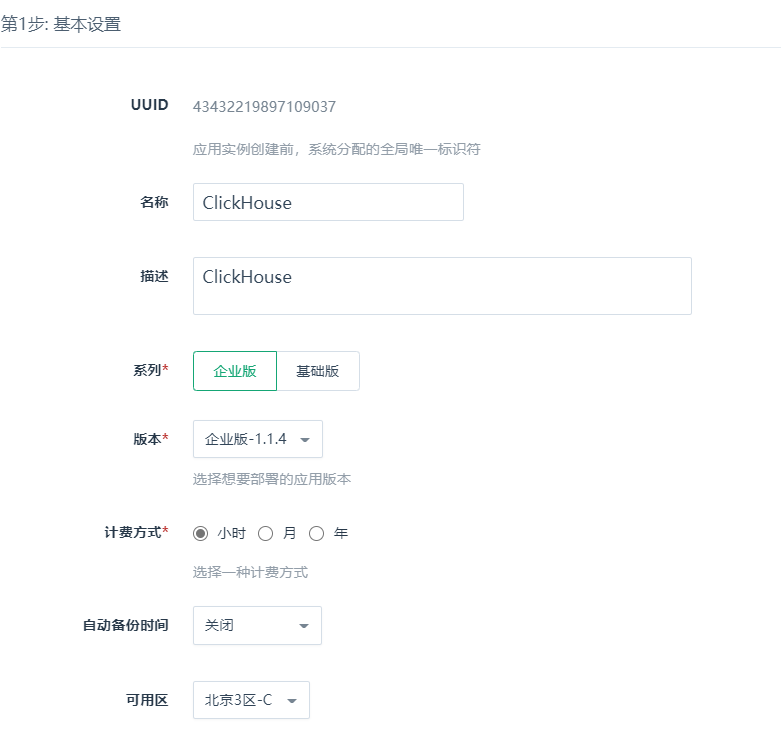 第1步: 基本设置
UUID 43432219897109037
应用实例创建前，系统分配的全局唯一标识符
名称 ClickHouse
描述 ClickHouse
系列* 企业版 基础版
版本* 企业版-1.1.4
选择想要部署的应用版本
计费方式* 小时 月 年
选择一种计费方式
自动备份时间 关闭
可用区 北京3区-C